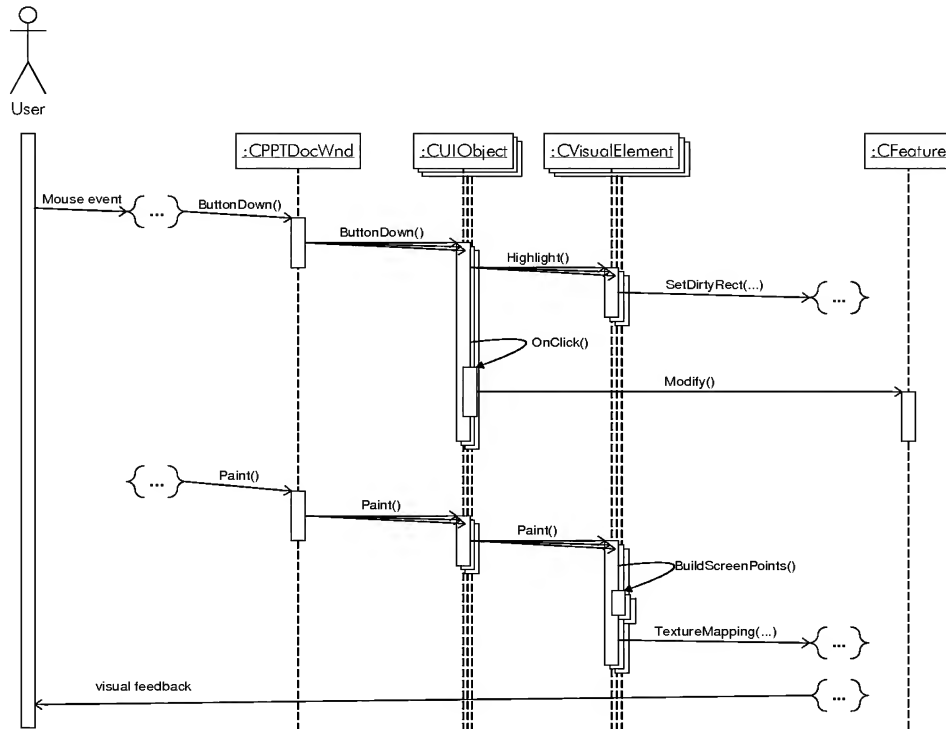 User
:CPPTDocWnd
:CUIObject
:CVisualElement
:CFeature
Mouse event
{ ... }
ButtonDown()
ButtonDown()
Highlight()
SetDirtyRect(...)
{ ... }
OnClick()
Modify()
{ ... }
Paint()
Paint()
Paint()
BuildScreenPoints()
TextureMapping(...)
{ ... }
visual feedback
{ ... }